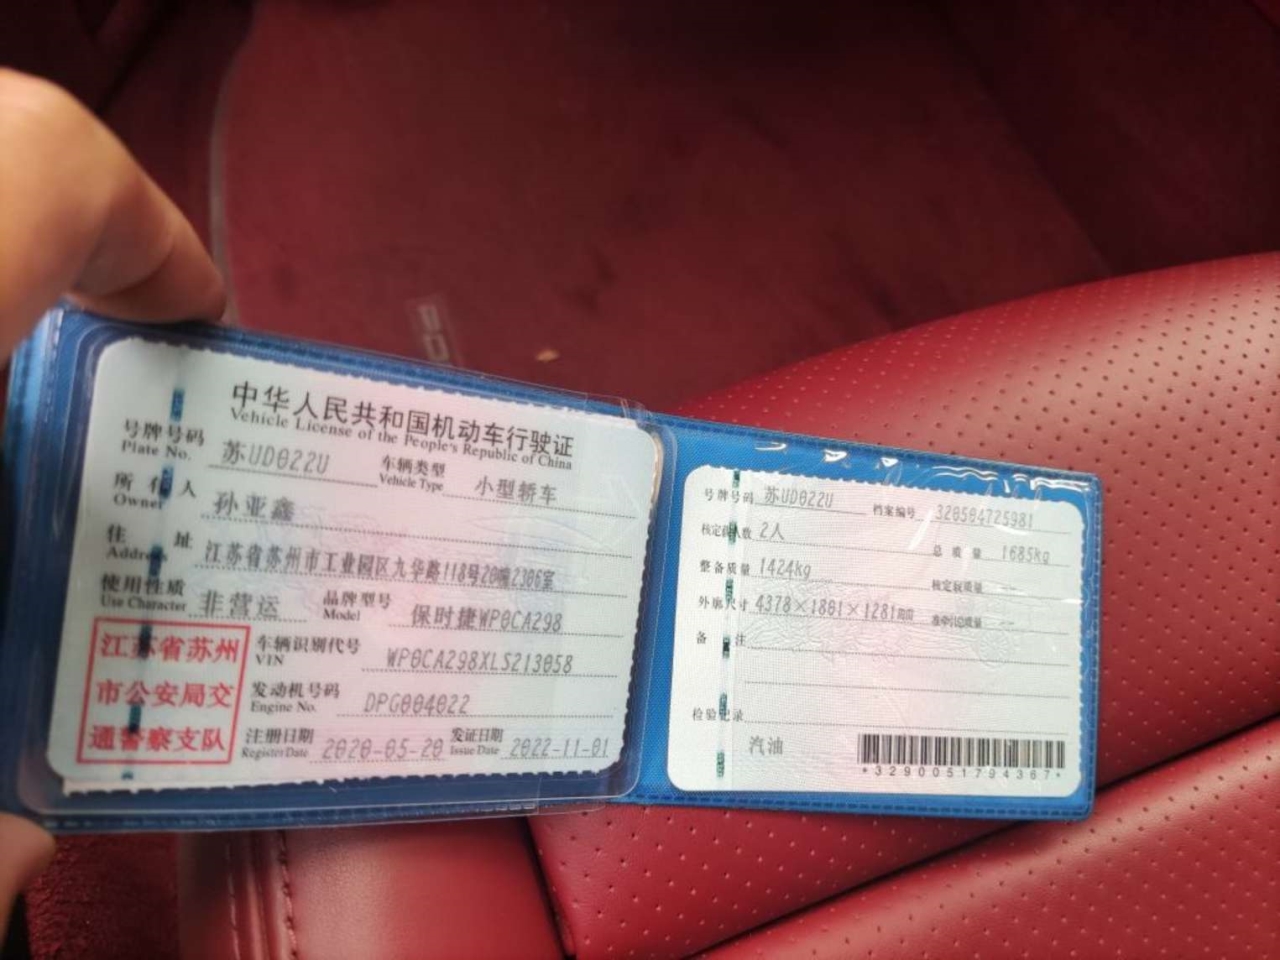 中华人民共和国机动车行驶证
Vehicle License of the People's Republic of China
号牌号码 苏UD022U 车辆类型 小型轿车
Plate No. Vehicle Type
所有人 孙亚鑫
Owner
住址 江苏省苏州市工业园区九华路118号20幢2306室
Address
使用性质 非营运 品牌型号 保时捷WP0CA298
Use Character Model
江苏省苏州
市公安局交
通警察支队
车辆识别代号 WP0CA298XLS213058
VIN
发动机号码 DPG004022
Engine No.
注册日期 2020-05-20 发证日期 2022-11-01
Register Date Issue Date
号牌号码 苏UD022U 档案编号 320504725981
核定载人数 2人 总质量 1685kg
整备质量 1424kg 核定载质量 --
外廓尺寸 4378×1801×1281mm 准牵引总质量 --
备注
检验记录
汽油
*3290051794367*